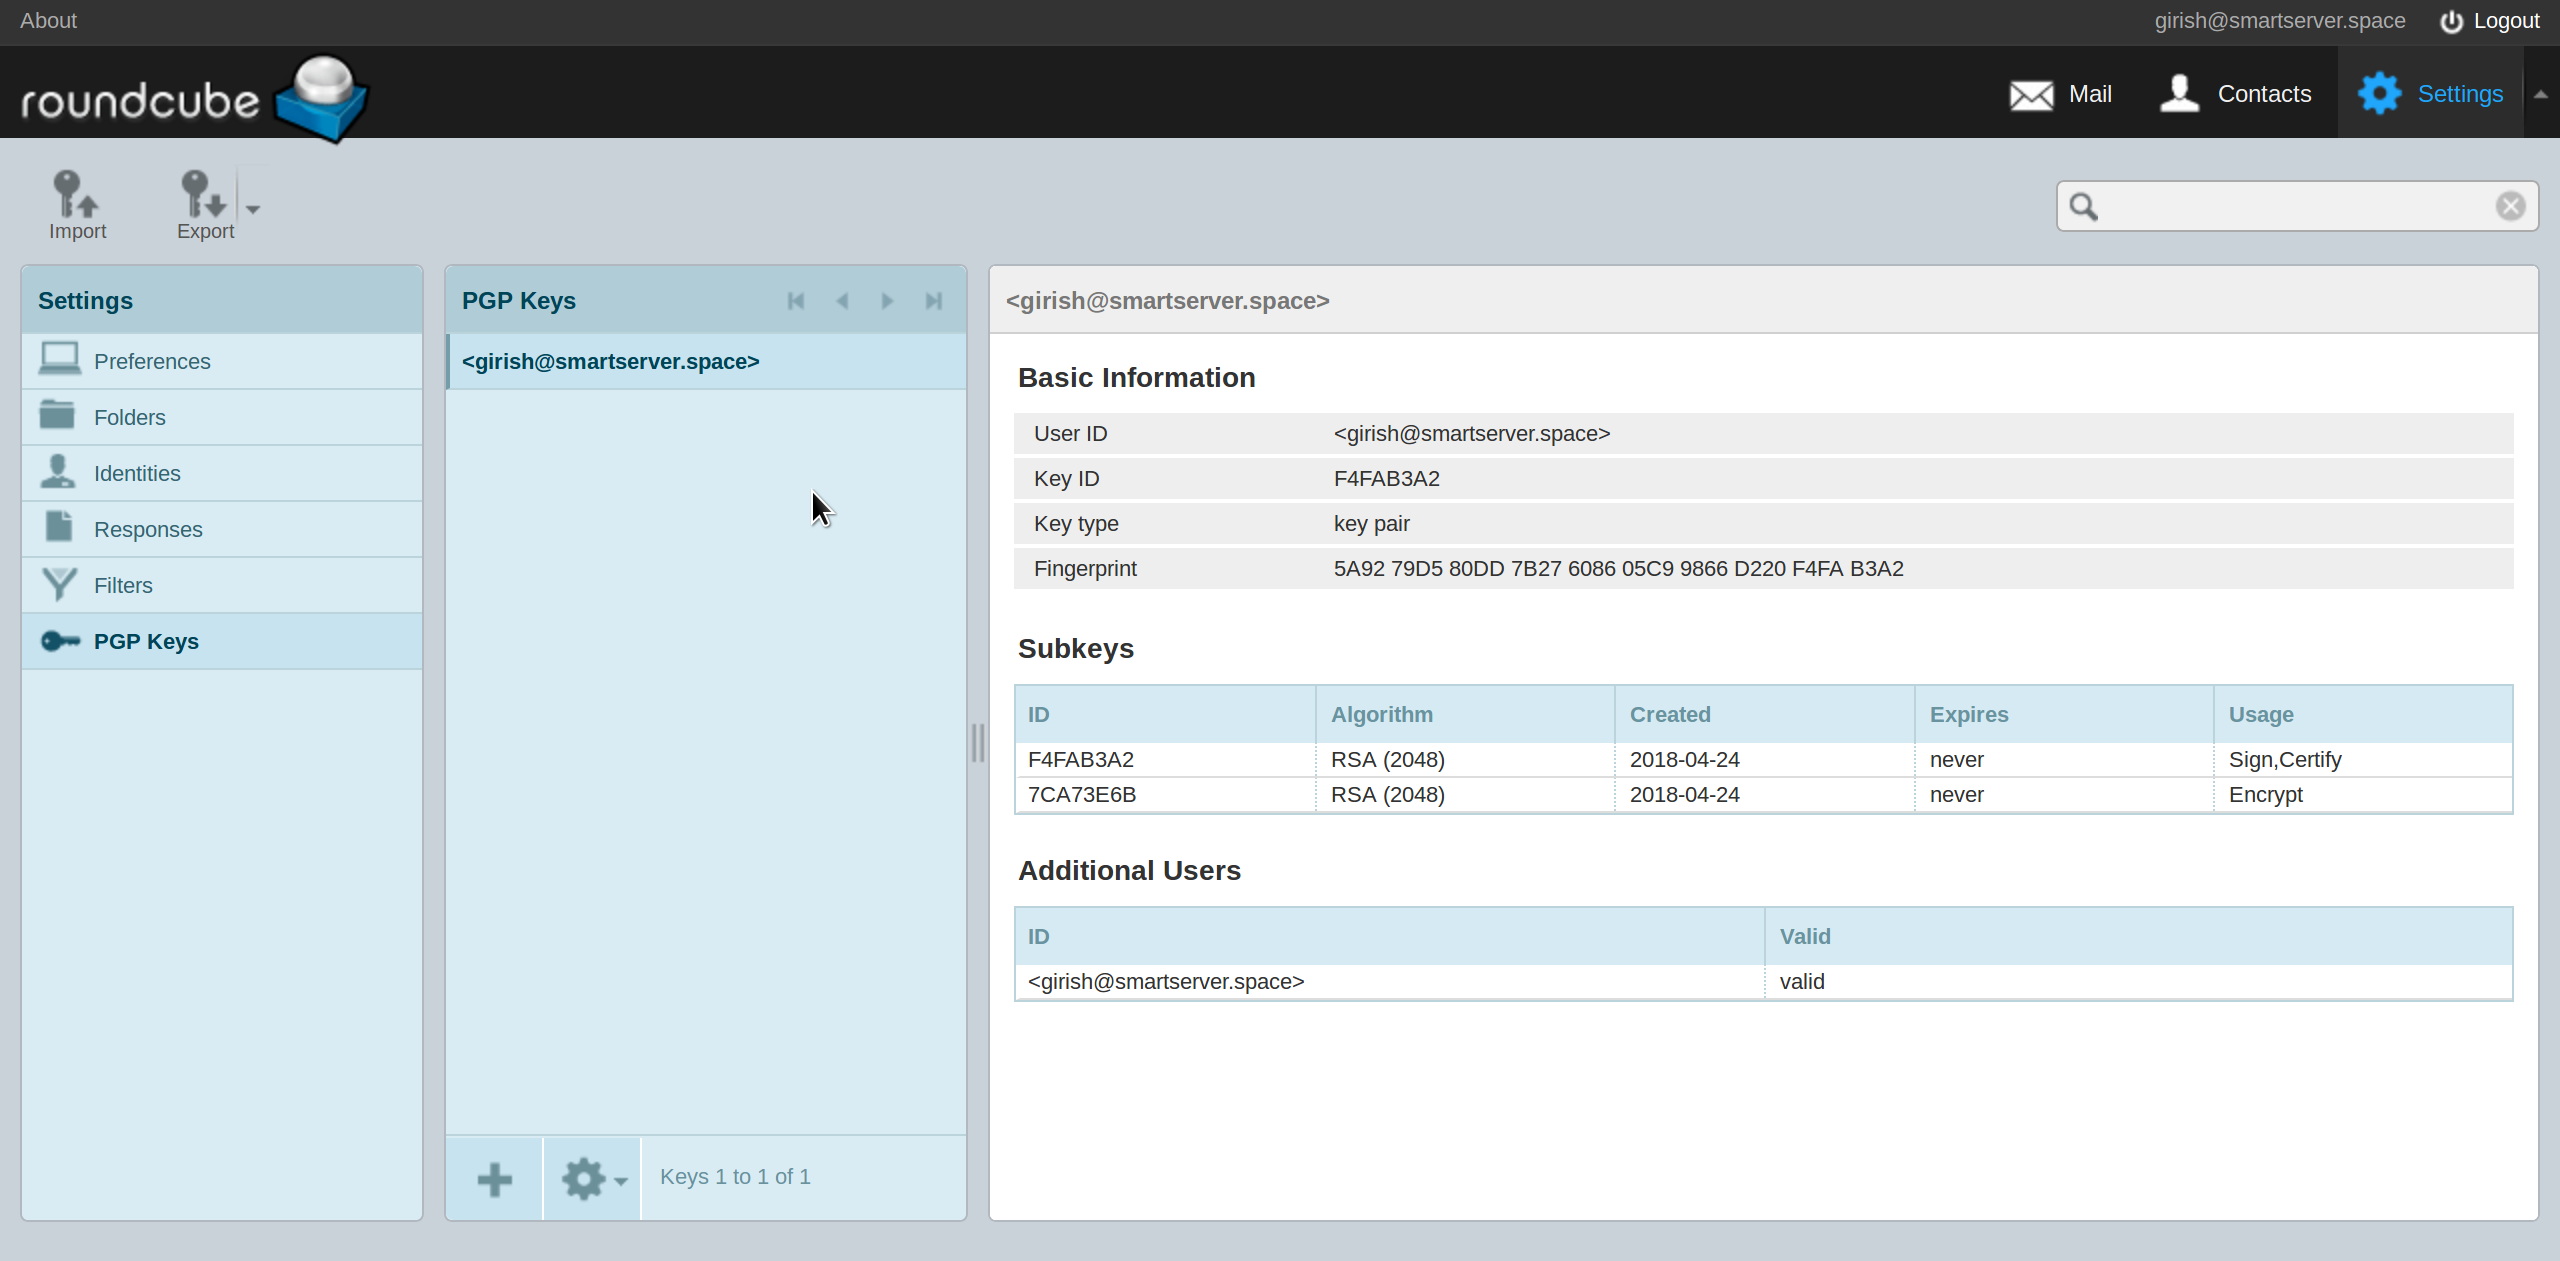 About
girish@smartserver.space Logout
roundcube
Mail Contacts Settings
Import Export
Settings
Preferences
Folders
Identities
Responses
Filters
PGP Keys
PGP Keys
<girish@smartserver.space>
Keys 1 to 1 of 1
<girish@smartserver.space>
Basic Information
User ID <girish@smartserver.space>
Key ID F4FAB3A2
Key type key pair
Fingerprint 5A92 79D5 80DD 7B27 6086 05C9 9866 D220 F4FA B3A2
Subkeys
ID Algorithm Created Expires Usage
F4FAB3A2 RSA (2048) 2018-04-24 never Sign,Certify
7CA73E6B RSA (2048) 2018-04-24 never Encrypt
Additional Users
ID Valid
<girish@smartserver.space> valid